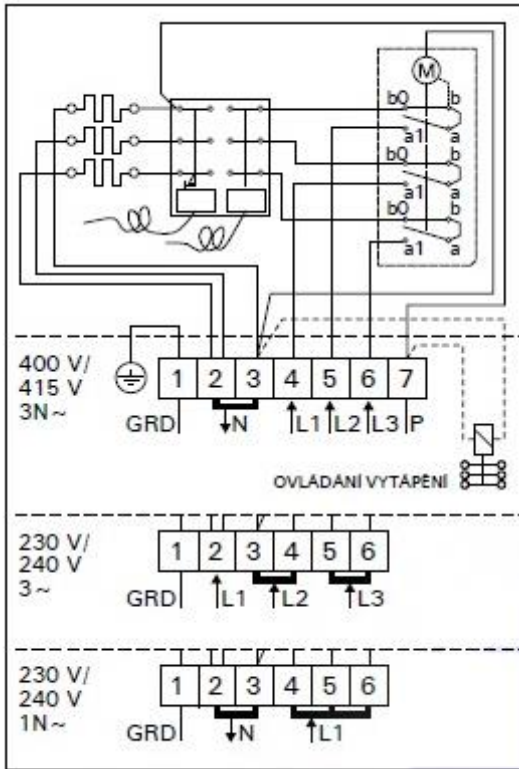 M
b0 b
a1 a
b0 b
a1 a
b0 b
a1 a
400 V/
415 V
3N~
1 2 3 4 5 6 7
GRD N L1 L2 L3 P
OVLÁDÁNÍ VYTÁPĚNÍ
230 V/
240 V
3~
1 2 3 4 5 6
GRD L1 L2 L3
230 V/
240 V
1N~
1 2 3 4 5 6
GRD N L1